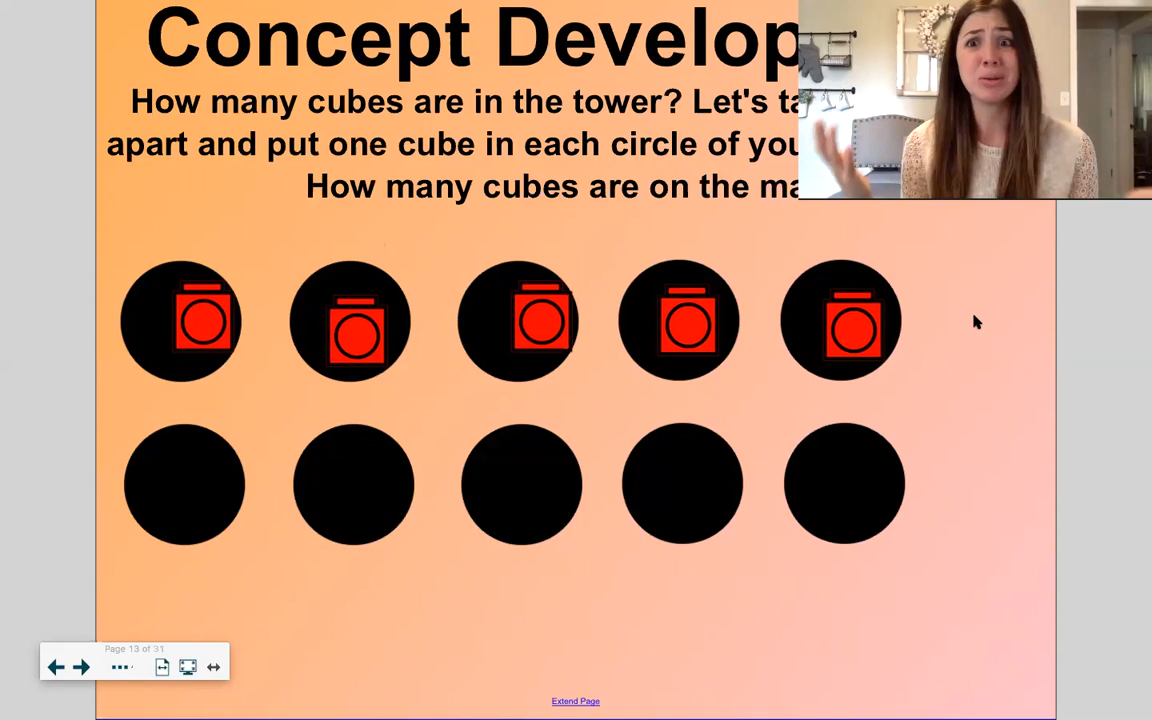 Concept Develop
How many cubes are in the tower? Let's ta
apart and put one cube in each circle of you
How many cubes are on the ma
Page 13 of 31
Extend Page